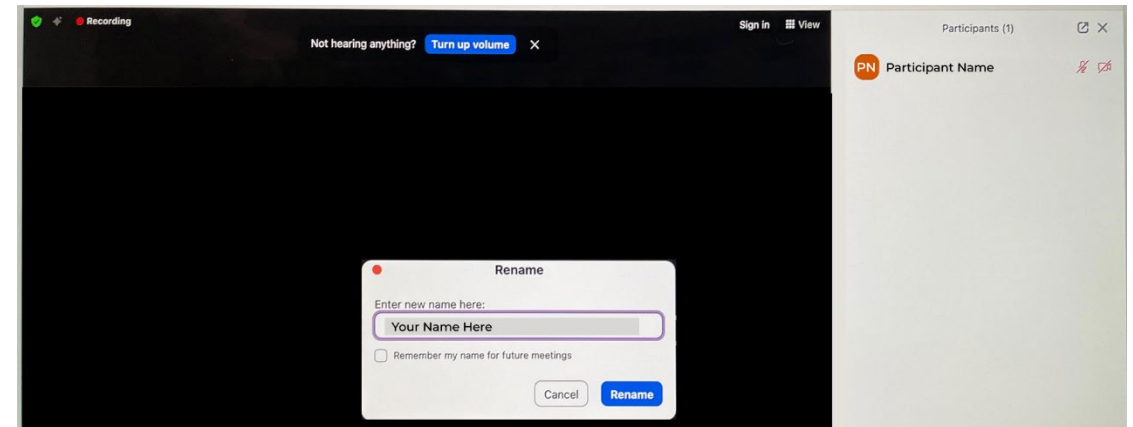 Recording
Not hearing anything? Turn up volume
Sign in View
Participants (1)
PN Participant Name
Rename
Enter new name here:
Your Name Here
Remember my name for future meetings
Cancel Rename